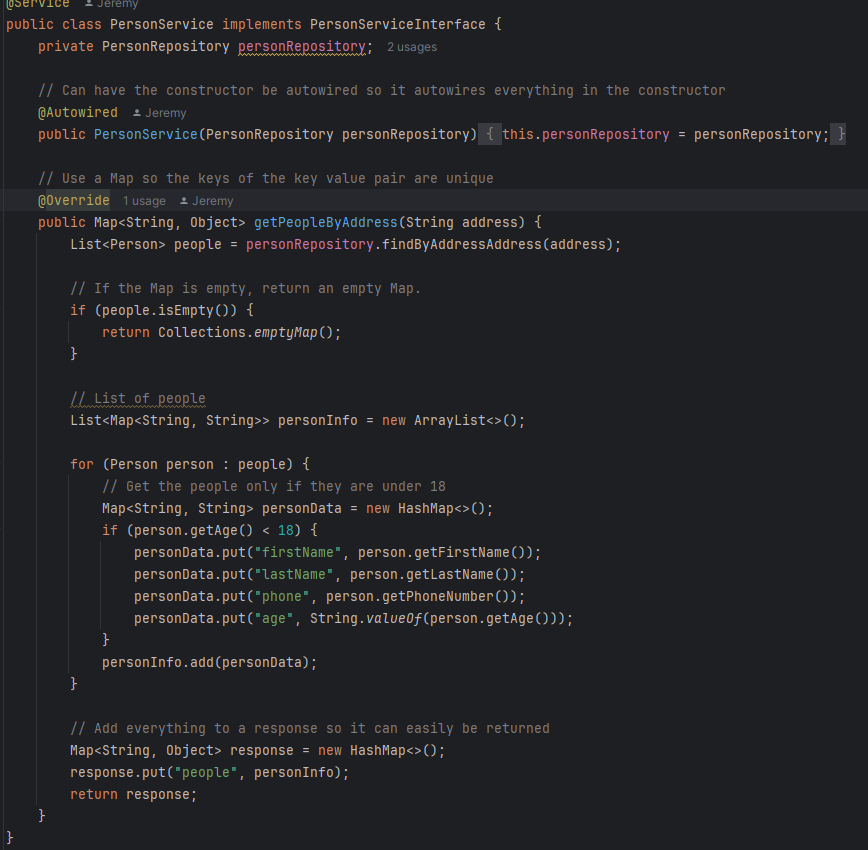 @Service Jeremy
public class PersonService implements PersonServiceInterface {
private PersonRepository personRepository; 2 usages
// Can have the constructor be autowired so it autowires everything in the constructor
@Autowired Jeremy
public PersonService(PersonRepository personRepository) { this.personRepository = personRepository; }
// Use a Map so the keys of the key value pair are unique
@Override 1 usage Jeremy
public Map<String, Object> getPeopleByAddress(String address) {
List<Person> people = personRepository.findByAddressAddress(address);
// If the Map is empty, return an empty Map.
if (people.isEmpty()) {
return Collections.emptyMap();
}
// List of people
List<Map<String, String>> personInfo = new ArrayList<>();
for (Person person : people) {
// Get the people only if they are under 18
Map<String, String> personData = new HashMap<>();
if (person.getAge() < 18) {
personData.put("firstName", person.getFirstName());
personData.put("lastName", person.getLastName());
personData.put("phone", person.getPhoneNumber());
personData.put("age", String.valueOf(person.getAge()));
}
personInfo.add(personData);
}
// Add everything to a response so it can easily be returned
Map<String, Object> response = new HashMap<>();
response.put("people", personInfo);
return response;
}
}